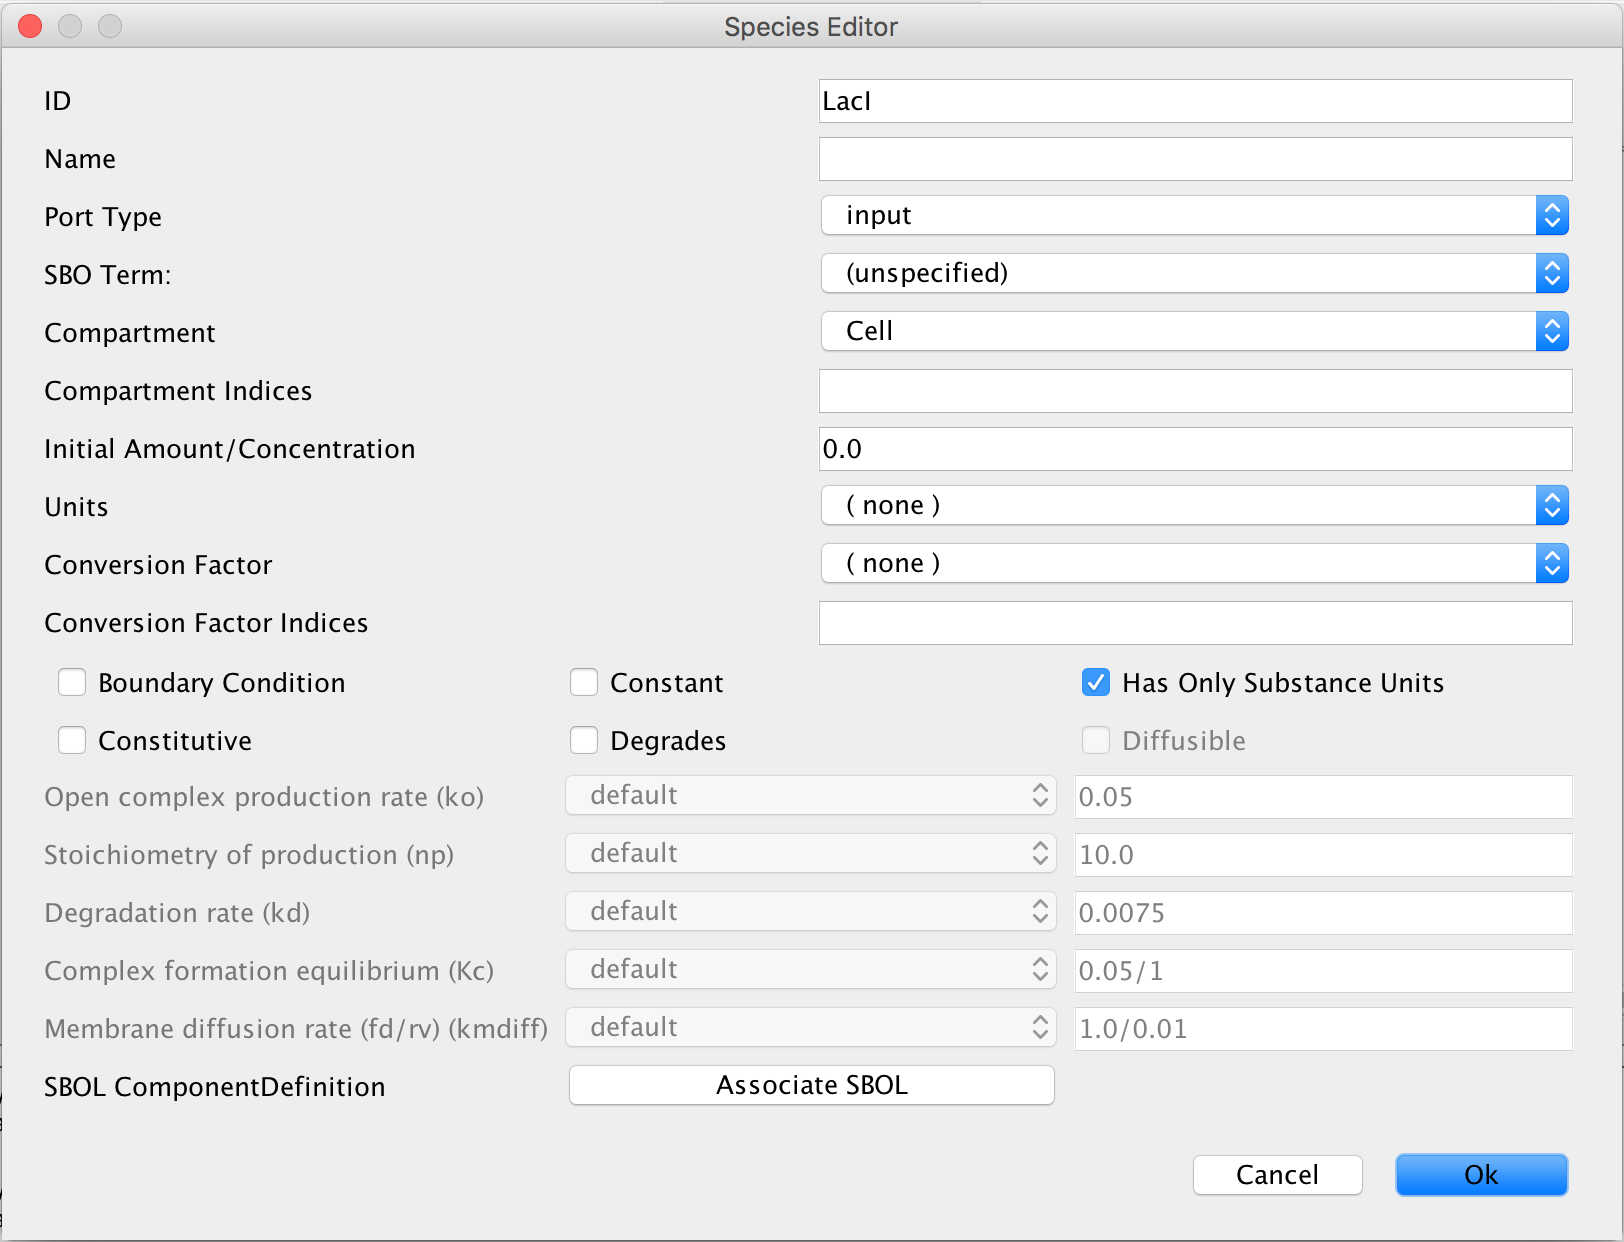 Species Editor
ID LacI
Name
Port Type input
SBO Term: (unspecified)
Compartment Cell
Compartment Indices
Initial Amount/Concentration 0.0
Units ( none )
Conversion Factor ( none )
Conversion Factor Indices
Boundary Condition Constant Has Only Substance Units
Constitutive Degrades Diffusible
Open complex production rate (ko) default 0.05
Stoichiometry of production (np) default 10.0
Degradation rate (kd) default 0.0075
Complex formation equilibrium (Kc) default 0.05/1
Membrane diffusion rate (fd/rv) (kmdiff) default 1.0/0.01
SBOL ComponentDefinition Associate SBOL
Cancel Ok